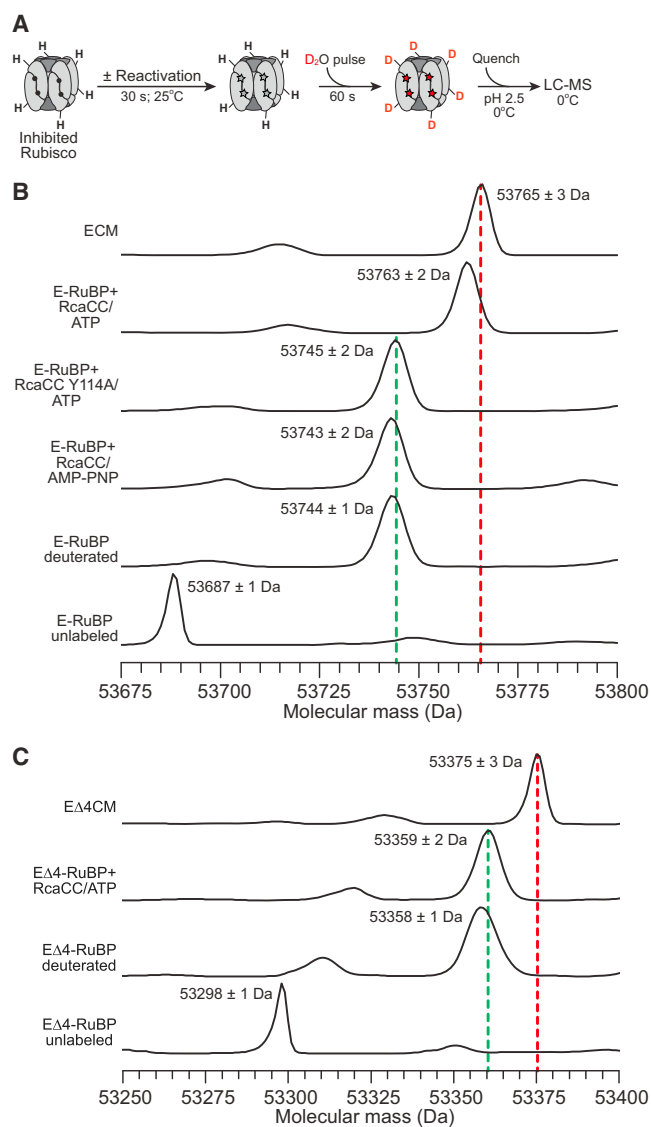 A
H H H H H H
± Reactivation
30 s; 25°C
H H H H H H
D₂O pulse
60 s
D D D D D D
Quench
pH 2.5
0°C
LC-MS
0°C
Inhibited
Rubisco
B
ECM
53765 ± 3 Da
E-RuBP+
RcaCC/
ATP
53763 ± 2 Da
E-RuBP+
RcaCC Y114A/
ATP
53745 ± 2 Da
E-RuBP+
RcaCC/
AMP-PNP
53743 ± 2 Da
E-RuBP
deuterated
53744 ± 1 Da
E-RuBP
unlabeled
53687 ± 1 Da
53675 53700 53725 53750 53775 53800
Molecular mass (Da)
C
EΔ4CM
53375 ± 3 Da
EΔ4-RuBP+
RcaCC/ATP
53359 ± 2 Da
EΔ4-RuBP
deuterated
53358 ± 1 Da
EΔ4-RuBP
unlabeled
53298 ± 1 Da
53250 53300 53325 53350 53375 53400
Molecular mass (Da)